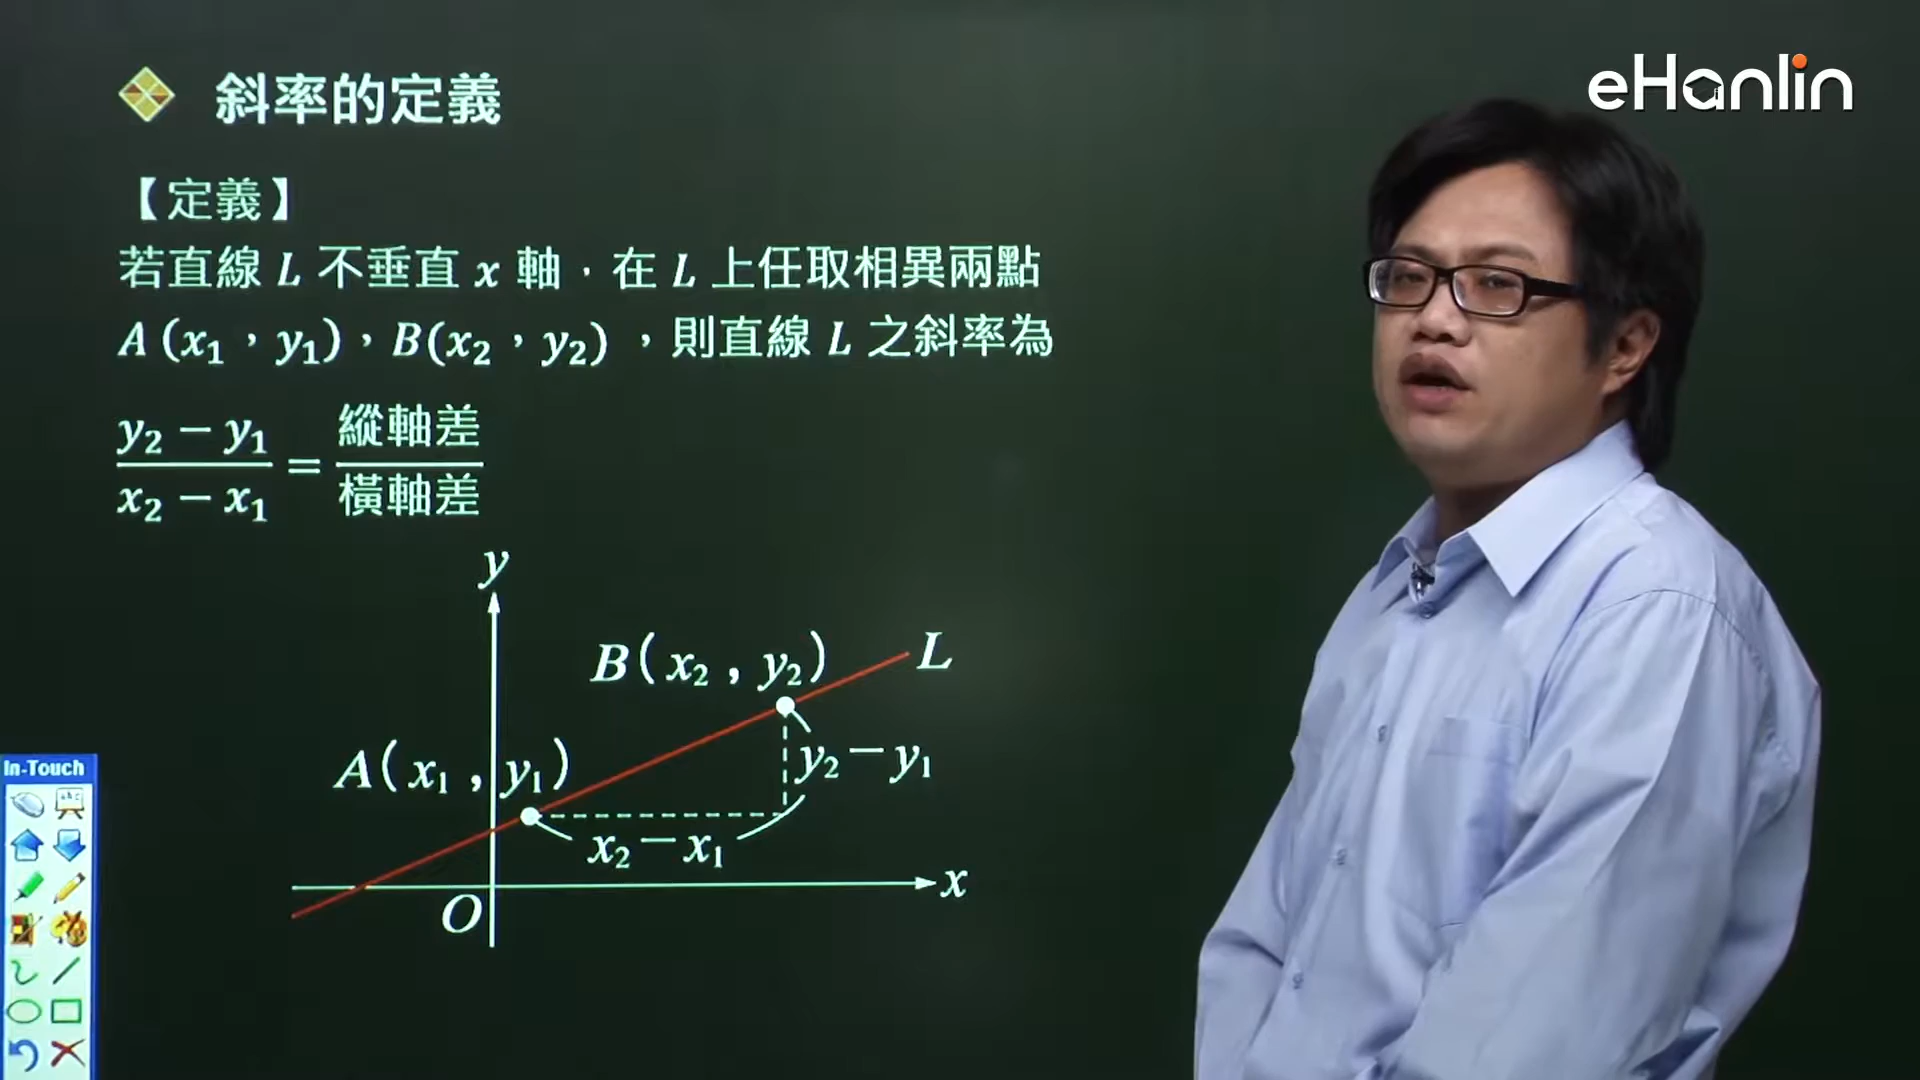 eHanlin
斜率的定義
【定義】
若直線 L 不垂直 x 軸，在 L 上任取相異兩點
A (x₁，y₁)，B(x₂，y₂)，則直線 L 之斜率為
y₂ − y₁ / x₂ − x₁ = 縱軸差 / 橫軸差
y
B( x₂ , y₂)
L
A( x₁ , y₁)
y₂−y₁
x₂−x₁
x
O
In-Touch